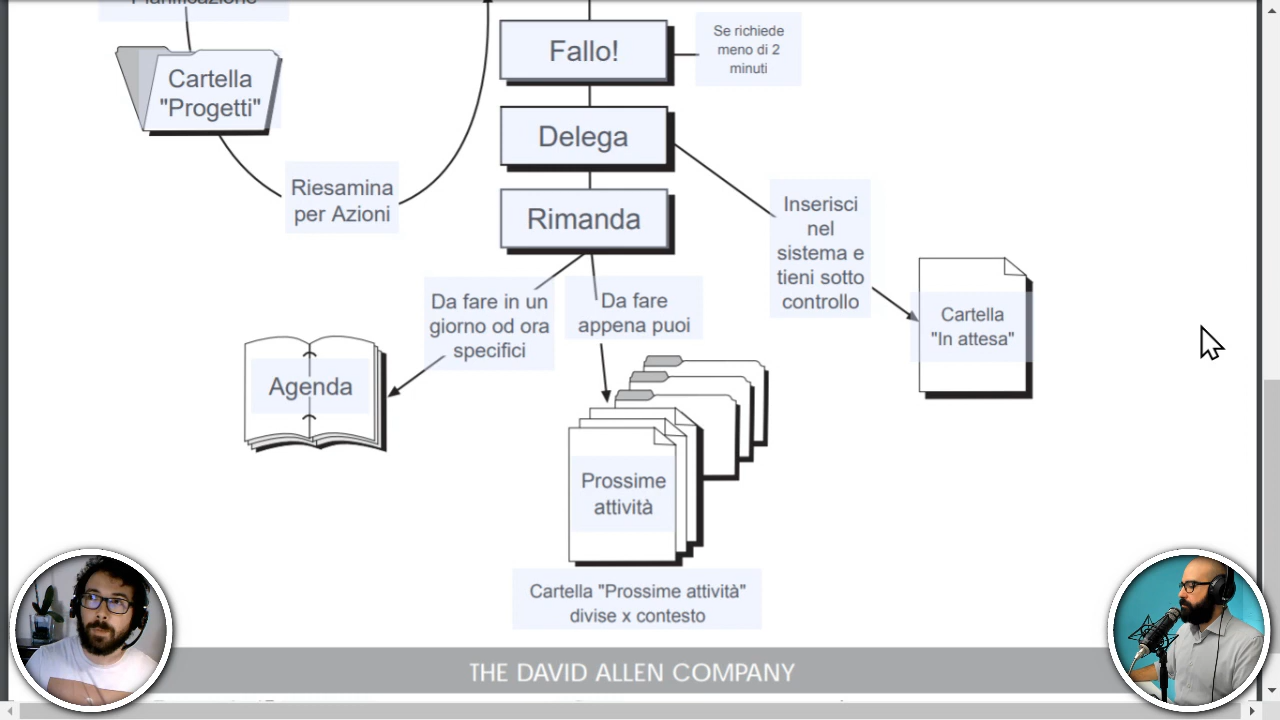 Pianificazione
Cartella
"Progetti"
Riesamina
per Azioni
Fallo!
Se richiede
meno di 2
minuti
Delega
Rimanda
Inserisci
nel
sistema e
tieni sotto
controllo
Cartella
"In attesa"
Da fare in un
giorno od ora
specifici
Da fare
appena puoi
Agenda
Prossime
attività
Cartella "Prossime attività"
divise x contesto
THE DAVID ALLEN COMPANY